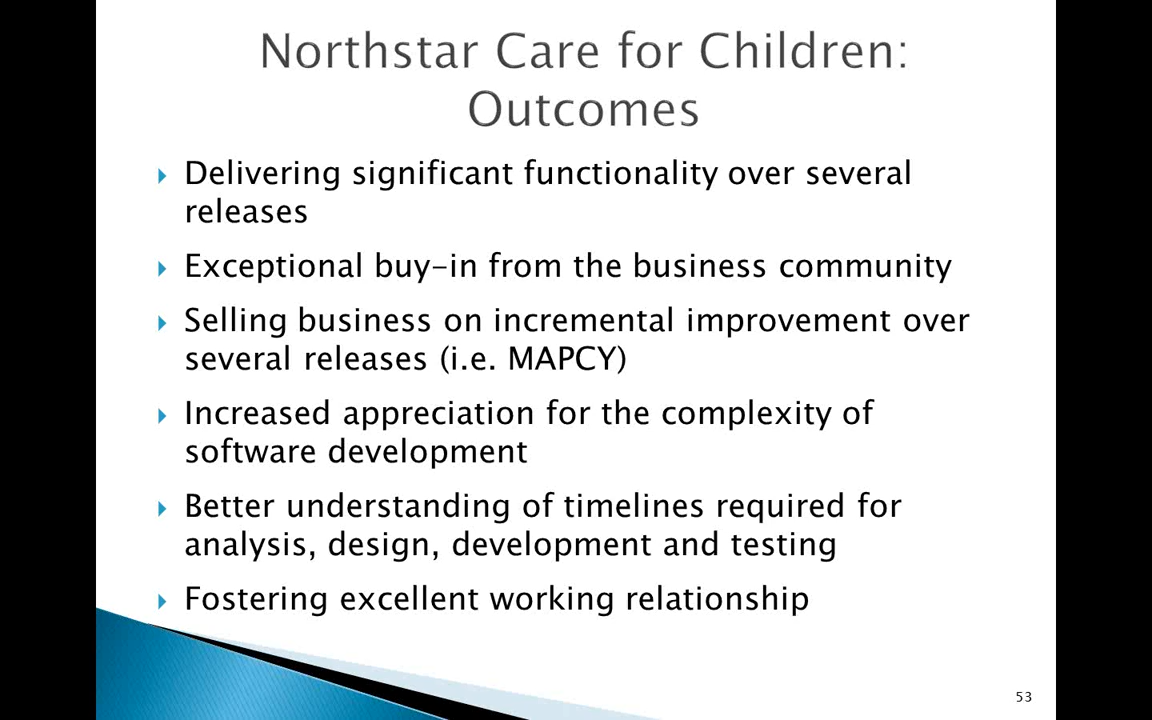 Northstar Care for Children:
Outcomes
Delivering significant functionality over several
releases
Exceptional buy-in from the business community
Selling business on incremental improvement over
several releases (i.e. MAPCY)
Increased appreciation for the complexity of
software development
Better understanding of timelines required for
analysis, design, development and testing
Fostering excellent working relationship
53